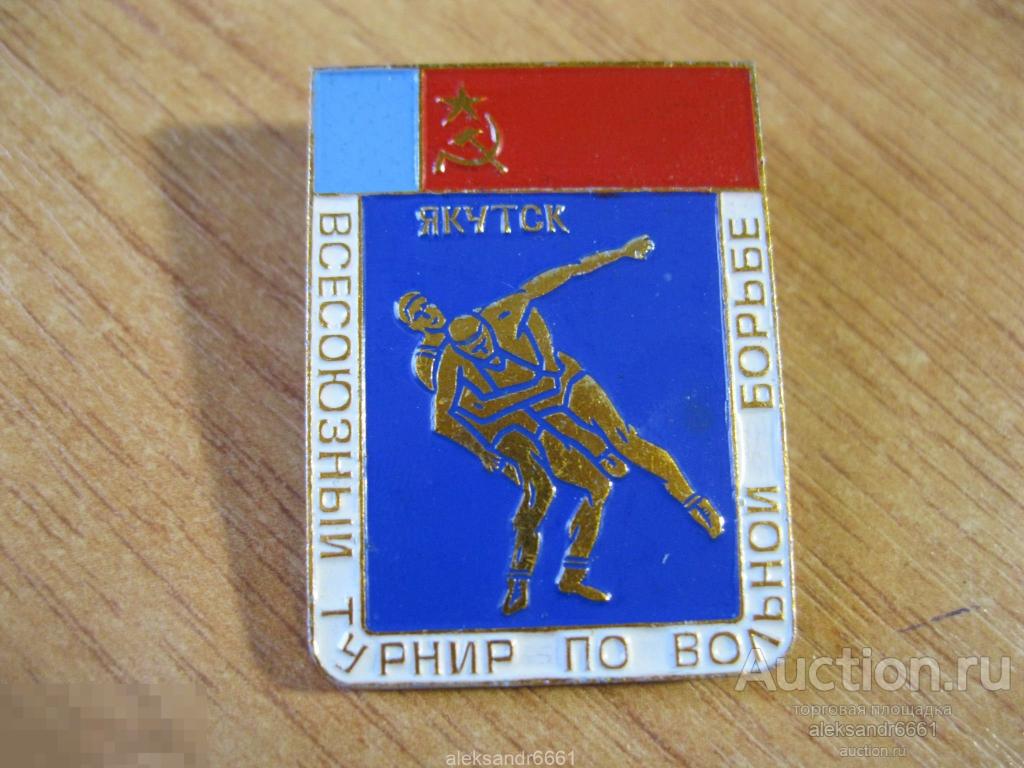 ЯКУТСК
ВСЕСОЮЗНЫЙ ТУРНИР ПО ВОЛЬНОЙ БОРЬБЕ
Auction.ru
торговая площадка
aleksandr6661
auction.ru
aleksandr6661